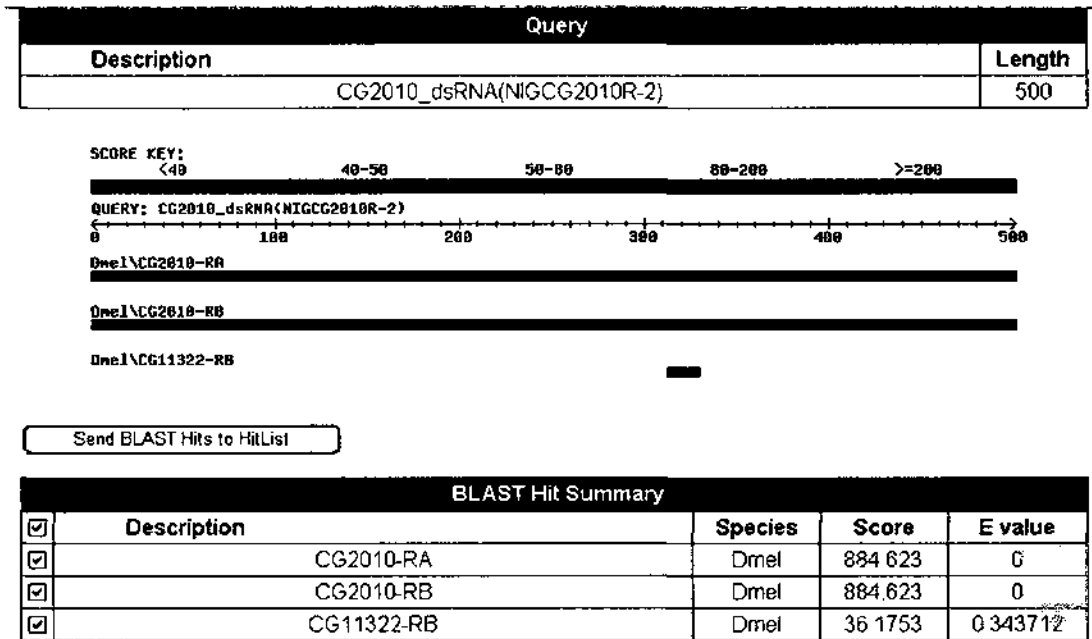 Query
Description Length
CG2010_dsRNA(NIGCG2010R-2) 500
SCORE KEY:
<40 40-50 50-80 80-200 >=200
QUERY: CG2010_dsRNA(NIGCG2010R-2)
0 100 200 300 400 500
Dmel\CG2010-RA
Dmel\CG2010-RB
Dmel\CG11322-RB
Send BLAST Hits to HitList
BLAST Hit Summary
Description Species Score E value
CG2010-RA Dmel 884.623 0
CG2010-RB Dmel 884.623 0
CG11322-RB Dmel 36.1753 0.343712